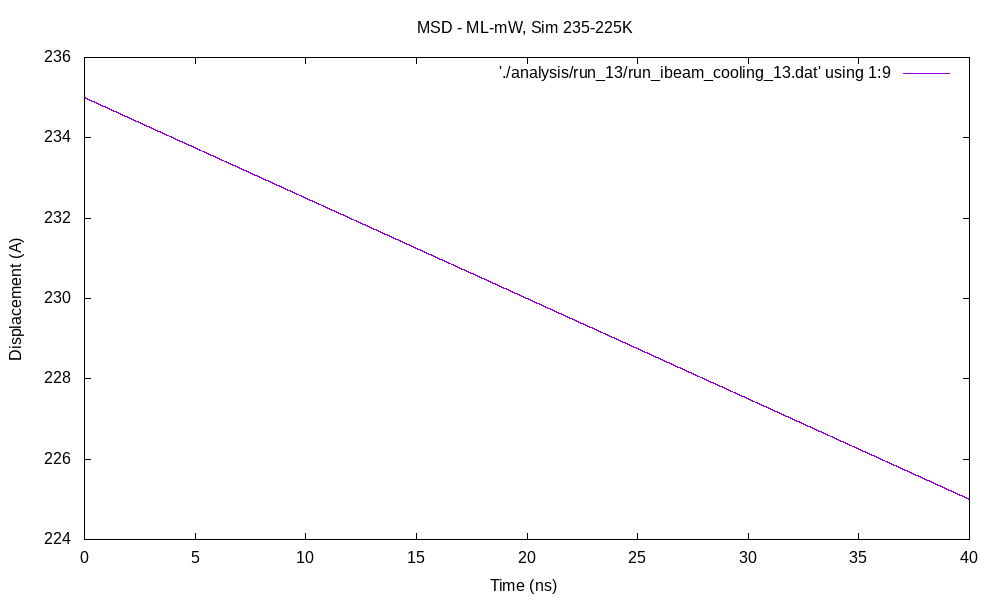 MSD - ML-mW, Sim 235-225K
'./analysis/run_13/run_ibeam_cooling_13.dat' using 1:9
236
234
232
230
228
226
224
Displacement (A)
0 5 10 15 20 25 30 35 40
Time (ns)